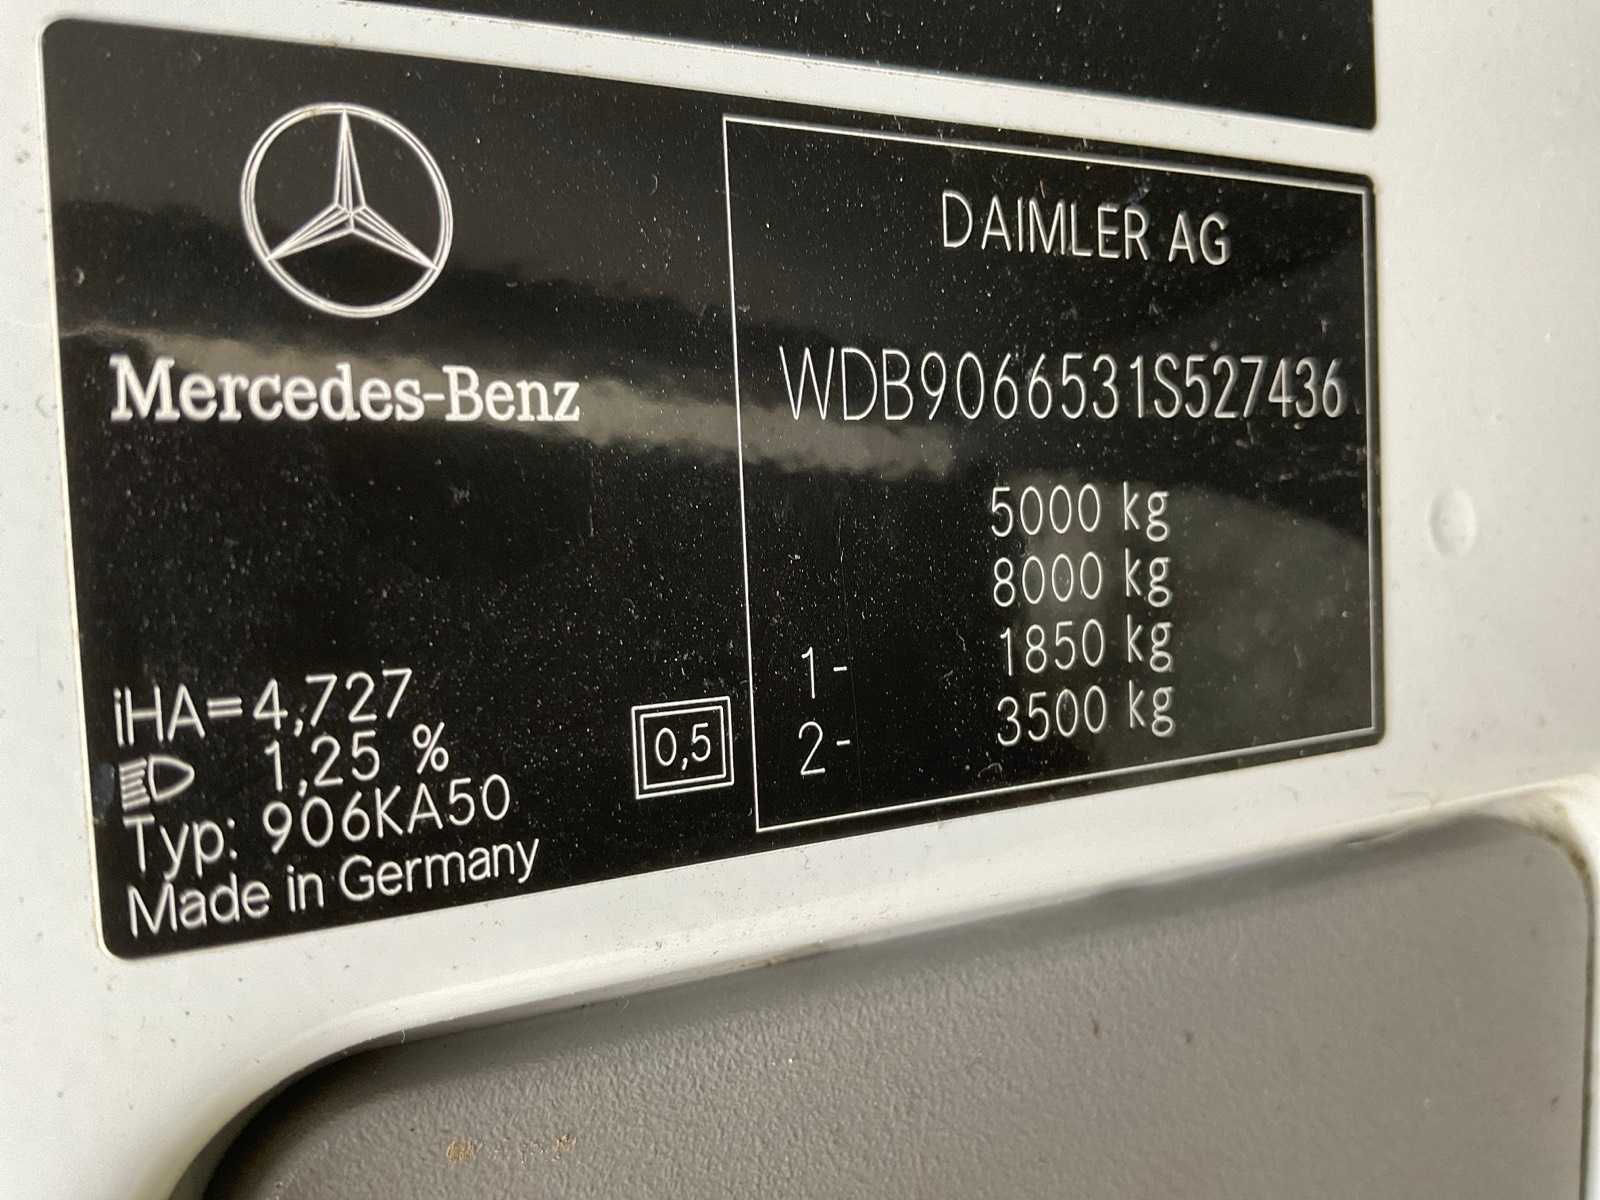 Mercedes-Benz
iHA=4,727
1,25 %
Typ: 906KA50
Made in Germany
0,5
DAIMLER AG
WDB9066531S527436
5000 kg
8000 kg
1- 1850 kg
2- 3500 kg